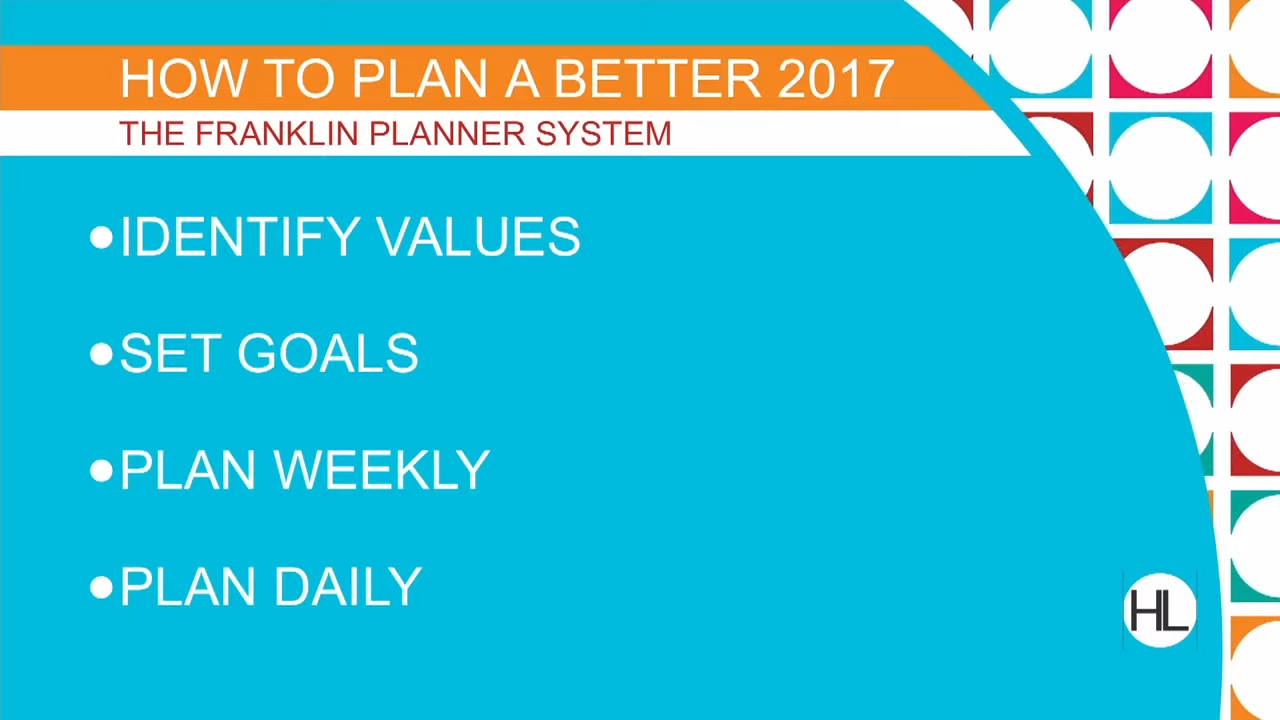 HOW TO PLAN A BETTER 2017
THE FRANKLIN PLANNER SYSTEM
●IDENTIFY VALUES
●SET GOALS
●PLAN WEEKLY
●PLAN DAILY
HL